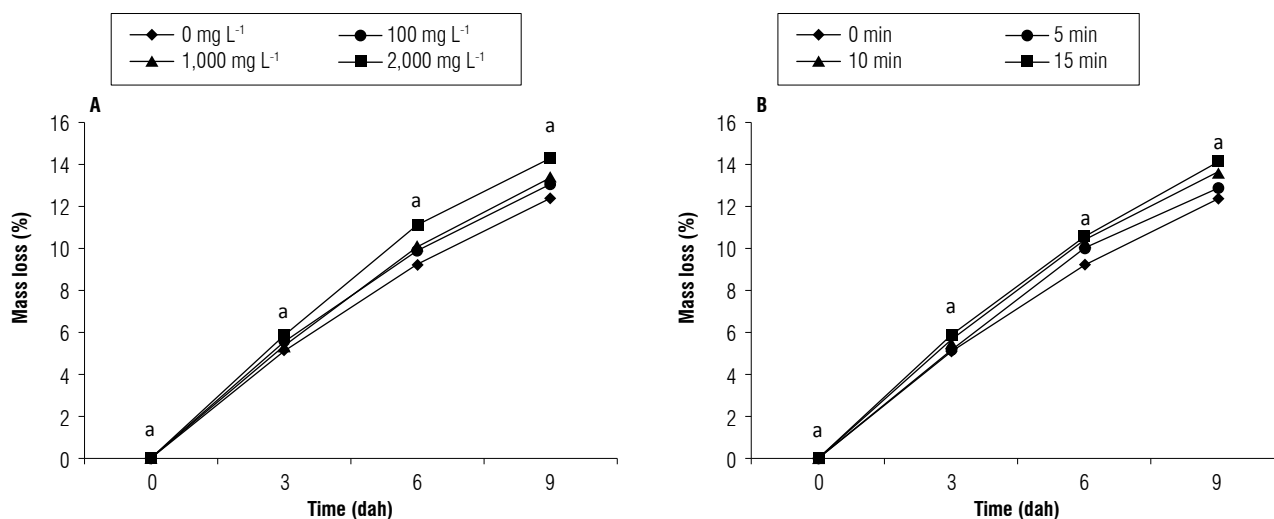 0 mg L⁻¹ 100 mg L⁻¹
1,000 mg L⁻¹ 2,000 mg L⁻¹
A
16
14
12
10
8
6
4
2
0
Mass loss (%)
a
a
a
a
0 3 6 9
Time (dah)
0 min 5 min
10 min 15 min
B
16
14
12
10
8
6
4
2
0
Mass loss (%)
a
a
a
a
0 3 6 9
Time (dah)